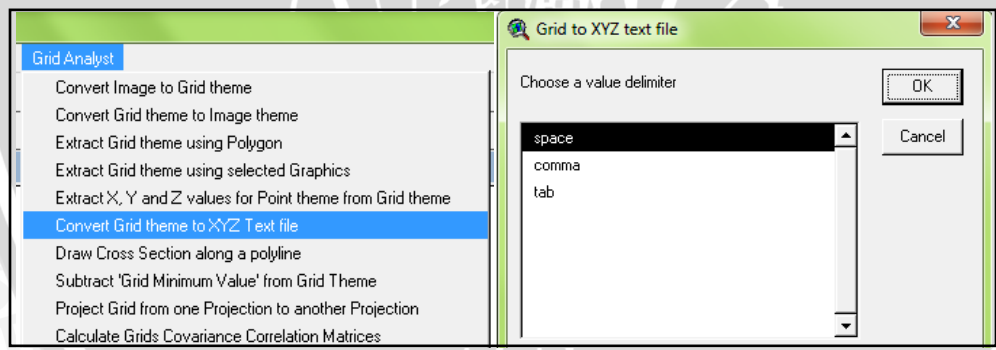 Grid Analyst
Convert Image to Grid theme
Convert Grid theme to Image theme
Extract Grid theme using Polygon
Extract Grid theme using selected Graphics
Extract X, Y and Z values for Point theme from Grid theme
Convert Grid theme to XYZ Text file
Draw Cross Section along a polyline
Subtract 'Grid Minimum Value' from Grid Theme
Project Grid from one Projection to another Projection
Calculate Grids Covariance Correlation Matrices
Grid to XYZ text file
Choose a value delimiter
OK
space
Cancel
comma
tab